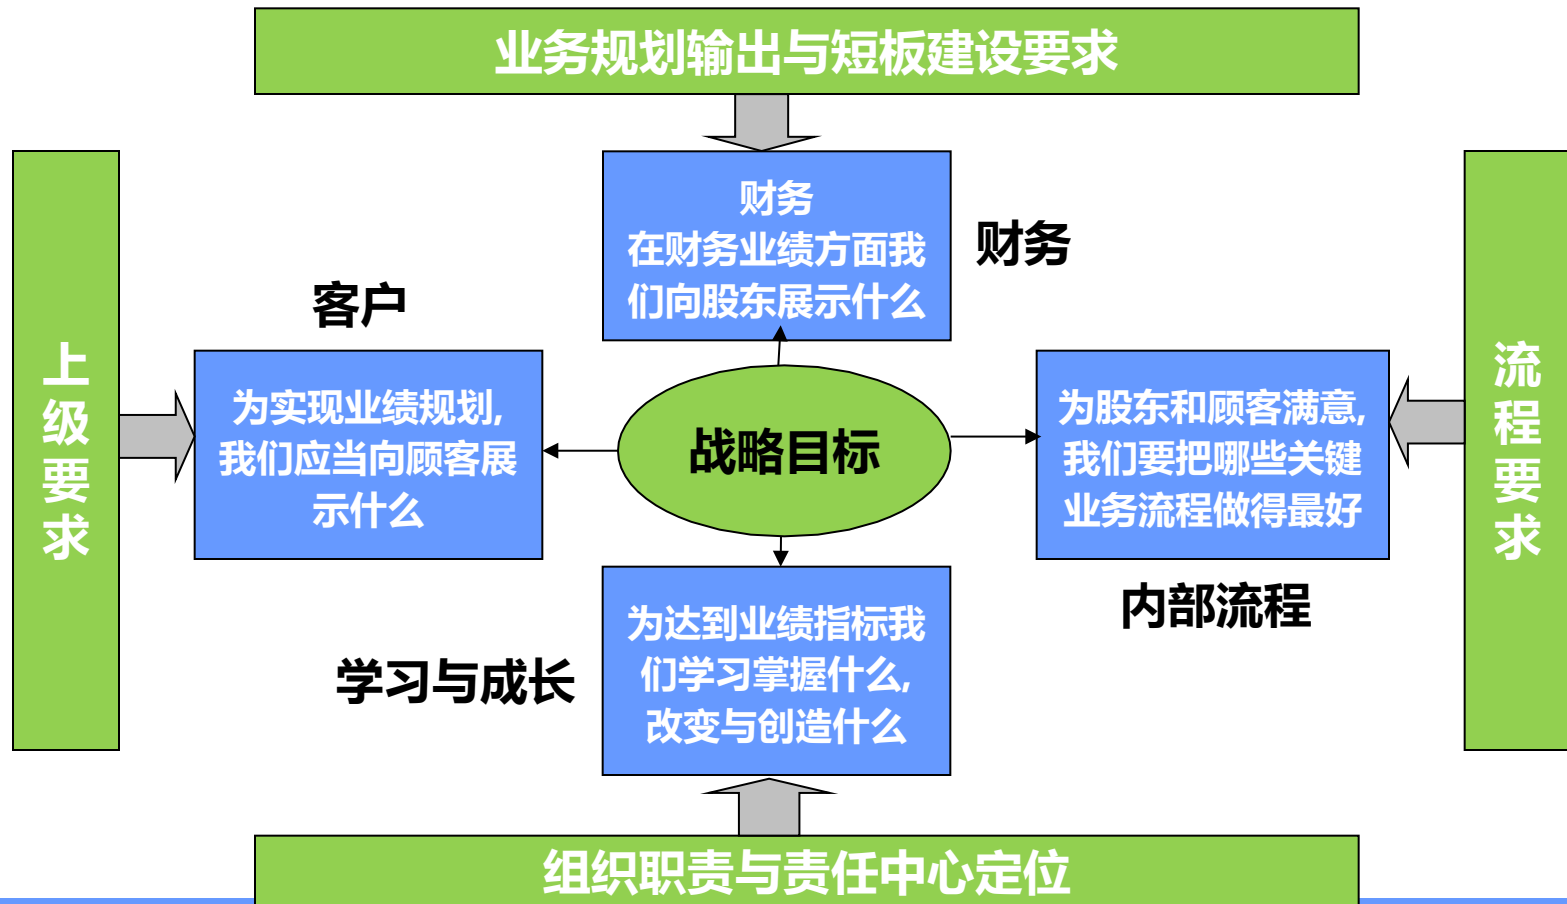 业务规划输出与短板建设要求
财务
在财务业绩方面我
们向股东展示什么
财务
客户
上
级
要
求
为实现业绩规划,
我们应当向顾客展
示什么
战略目标
为股东和顾客满意,
我们要把哪些关键
业务流程做得最好
流
程
要
求
内部流程
学习与成长
为达到业绩指标我
们学习掌握什么,
改变与创造什么
组织职责与责任中心定位